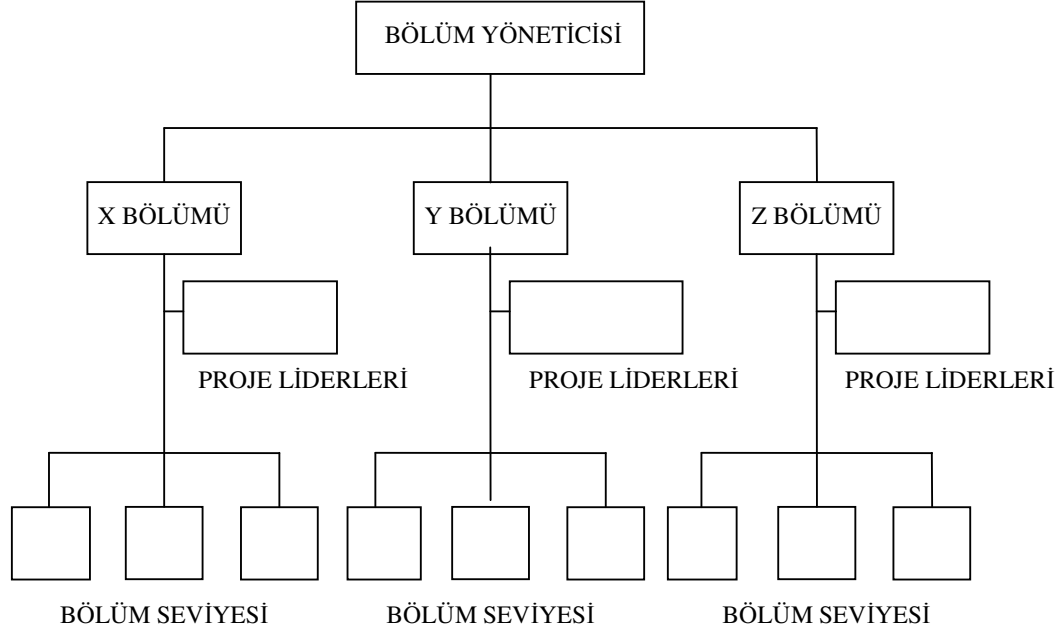 BÖLÜM YÖNETİCİSİ
X BÖLÜMÜ
Y BÖLÜMÜ
Z BÖLÜMÜ
PROJE LİDERLERİ
PROJE LİDERLERİ
PROJE LİDERLERİ
BÖLÜM SEVİYESİ
BÖLÜM SEVİYESİ
BÖLÜM SEVİYESİ